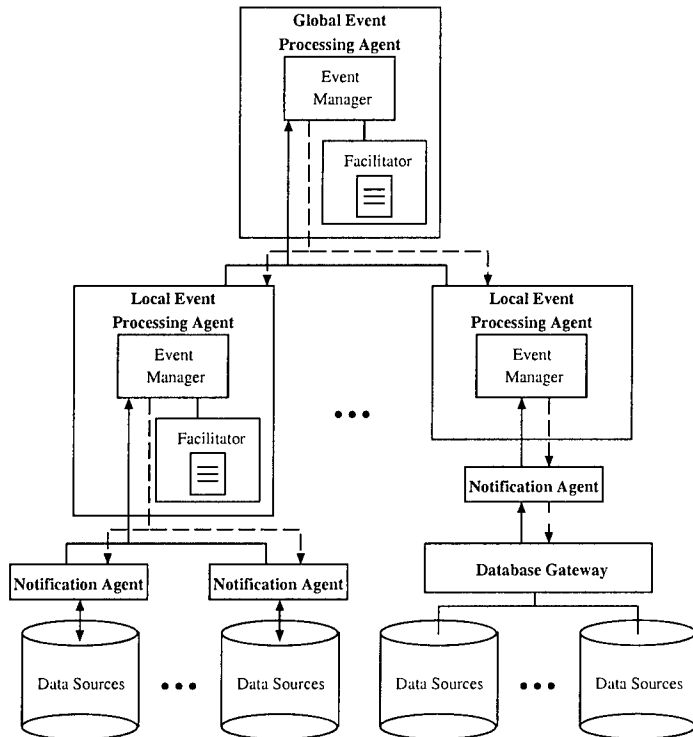 Global Event
Processing Agent
Event
Manager
Facilitator
Local Event
Processing Agent
Event
Manager
Facilitator
Local Event
Processing Agent
Event
Manager
Notification Agent
Database Gateway
Notification Agent
Notification Agent
Data Sources
Data Sources
Data Sources
Data Sources